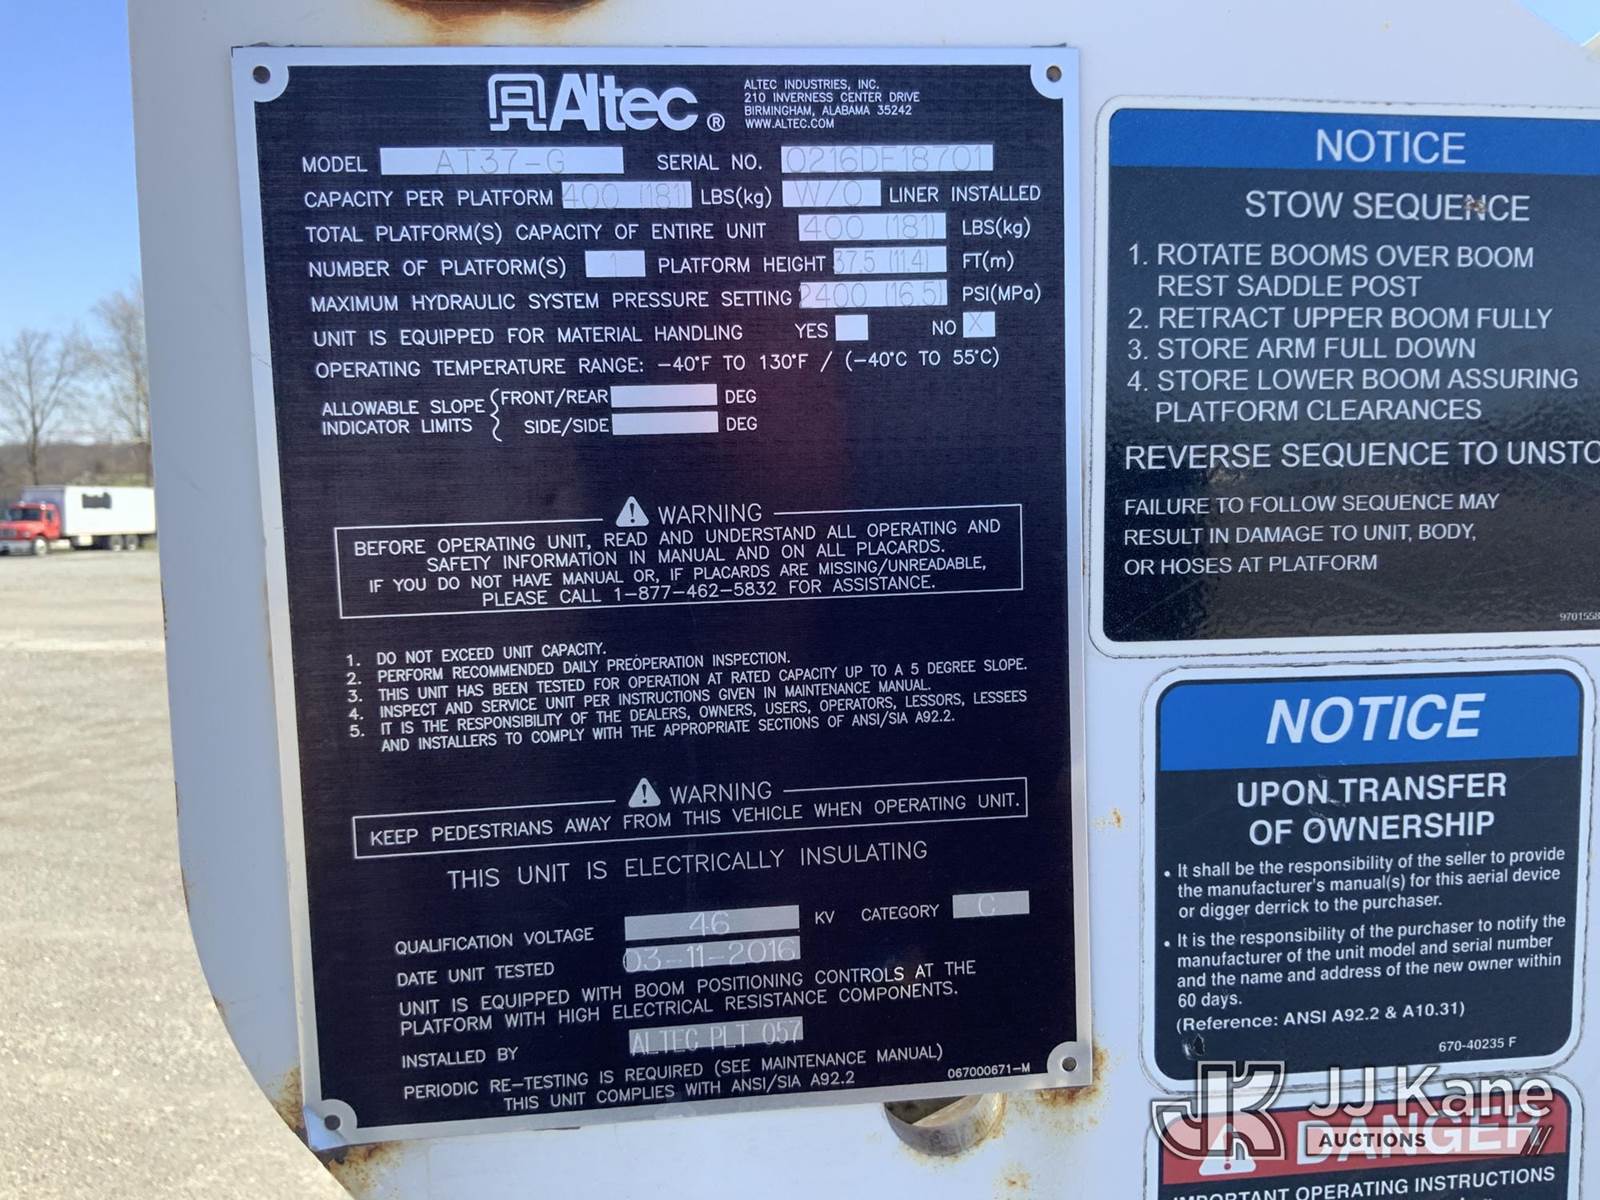 Altec®
ALTEC INDUSTRIES, INC.
210 INVERNESS CENTER DRIVE
BIRMINGHAM, ALABAMA 35242
WWW.ALTEC.COM
MODEL AT37-G SERIAL NO. 0216DF18701
CAPACITY PER PLATFORM 400 (181) LBS(kg) W/O LINER INSTALLED
TOTAL PLATFORM(S) CAPACITY OF ENTIRE UNIT 400 (181) LBS(kg)
NUMBER OF PLATFORM(S) 1 PLATFORM HEIGHT 37.5 (11.4) FT(m)
MAXIMUM HYDRAULIC SYSTEM PRESSURE SETTING 2400 (16.5) PSI(MPa)
UNIT IS EQUIPPED FOR MATERIAL HANDLING YES NO X
OPERATING TEMPERATURE RANGE: -40°F TO 130°F / (-40°C TO 55°C)
ALLOWABLE SLOPE INDICATOR LIMITS
FRONT/REAR DEG
SIDE/SIDE DEG
WARNING
BEFORE OPERATING UNIT, READ AND UNDERSTAND ALL OPERATING AND
SAFETY INFORMATION IN MANUAL AND ON ALL PLACARDS.
IF YOU DO NOT HAVE MANUAL OR, IF PLACARDS ARE MISSING/UNREADABLE,
PLEASE CALL 1-877-462-5832 FOR ASSISTANCE.
1. DO NOT EXCEED UNIT CAPACITY.
2. PERFORM RECOMMENDED DAILY PREOPERATION INSPECTION.
3. THIS UNIT HAS BEEN TESTED FOR OPERATION AT RATED CAPACITY UP TO A 5 DEGREE SLOPE.
4. INSPECT AND SERVICE UNIT PER INSTRUCTIONS GIVEN IN MAINTENANCE MANUAL.
5. IT IS THE RESPONSIBILITY OF THE DEALERS, OWNERS, USERS, OPERATORS, LESSORS, LESSEES
AND INSTALLERS TO COMPLY WITH THE APPROPRIATE SECTIONS OF ANSI/SIA A92.2.
WARNING
KEEP PEDESTRIANS AWAY FROM THIS VEHICLE WHEN OPERATING UNIT.
THIS UNIT IS ELECTRICALLY INSULATING
QUALIFICATION VOLTAGE 46 KV CATEGORY C
DATE UNIT TESTED 03-11-2016
UNIT IS EQUIPPED WITH BOOM POSITIONING CONTROLS AT THE
PLATFORM WITH HIGH ELECTRICAL RESISTANCE COMPONENTS.
INSTALLED BY ALTEC PLT 057
PERIODIC RE-TESTING IS REQUIRED (SEE MAINTENANCE MANUAL)
THIS UNIT COMPLIES WITH ANSI/SIA A92.2
067000671-M
NOTICE
STOW SEQUENCE
1. ROTATE BOOMS OVER BOOM
REST SADDLE POST
2. RETRACT UPPER BOOM FULLY
3. STORE ARM FULL DOWN
4. STORE LOWER BOOM ASSURING
PLATFORM CLEARANCES
REVERSE SEQUENCE TO UNSTO
FAILURE TO FOLLOW SEQUENCE MAY
RESULT IN DAMAGE TO UNIT, BODY,
OR HOSES AT PLATFORM
9701558
NOTICE
UPON TRANSFER
OF OWNERSHIP
• It shall be the responsibility of the seller to provide
the manufacturer's manual(s) for this aerial device
or digger derrick to the purchaser.
• It is the responsibility of the purchaser to notify the
manufacturer of the unit model and serial number
and the name and address of the new owner within
60 days.
(Reference: ANSI A92.2 & A10.31)
670-40235 F
DANGER
IMPORTANT OPERATING INSTRUCTIONS
JK JJ Kane
AUCTIONS